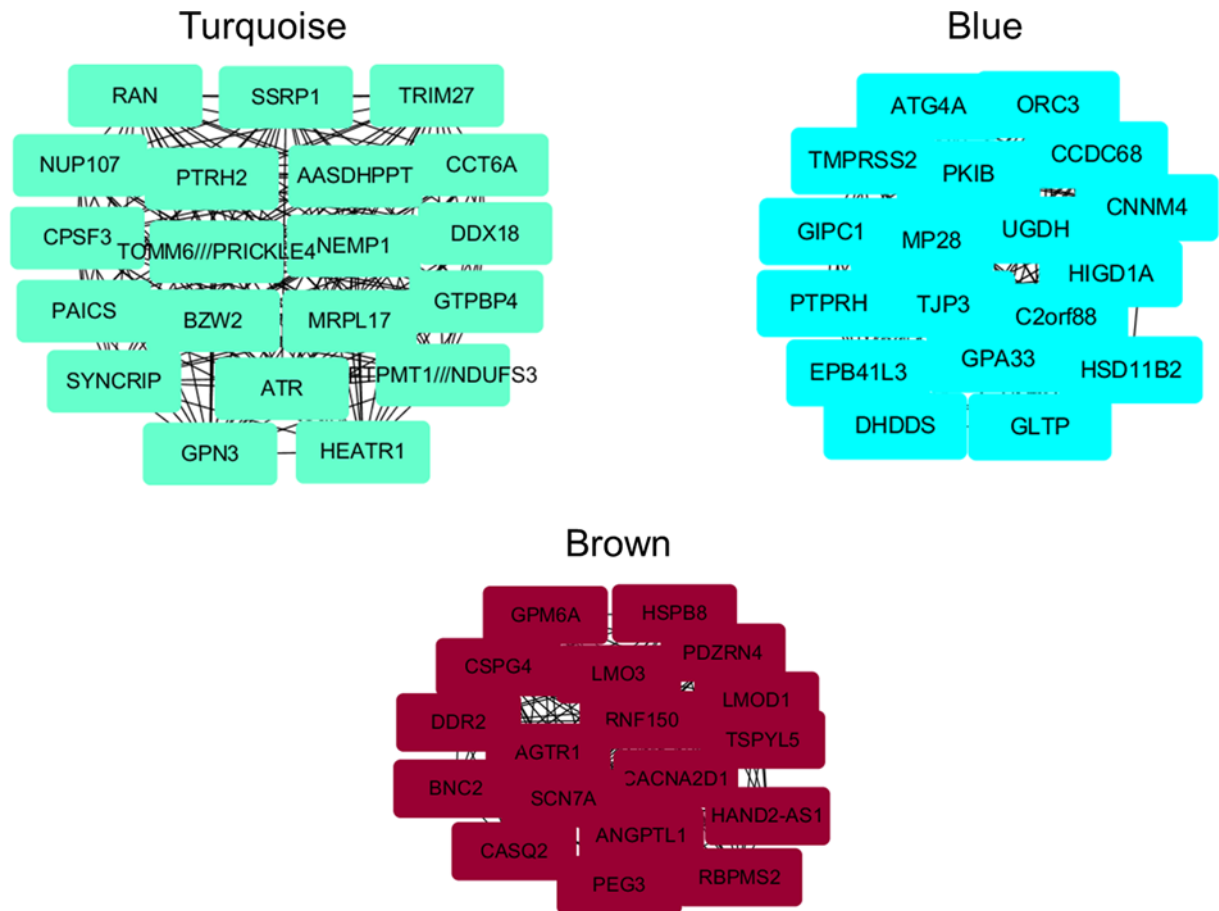 Turquoise
RAN
SSRP1
TRIM27
NUP107
PTRH2
AASDHPPT
CCT6A
CPSF3
TOMM6///PRICKLE4
NEMP1
DDX18
PAICS
BZW2
MRPL17
GTPBP4
SYNCRIP
ATR
PTPMT1///NDUFS3
GPN3
HEATR1
Blue
ATG4A
ORC3
TMPRSS2
PKIB
CCDC68
CNNM4
GIPC1
MP28
UGDH
HIGD1A
PTPRH
TJP3
C2orf88
EPB41L3
GPA33
HSD11B2
DHDDS
GLTP
Brown
GPM6A
HSPB8
CSPG4
LMO3
PDZRN4
LMOD1
DDR2
RNF150
TSPYL5
AGTR1
BNC2
SCN7A
CACNA2D1
HAND2-AS1
CASQ2
ANGPTL1
PEG3
RBPMS2